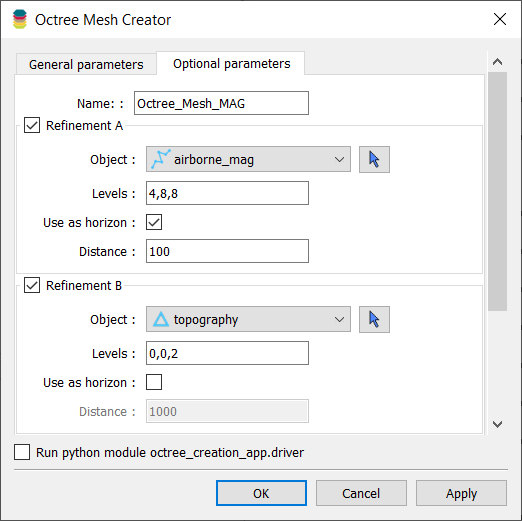 Octree Mesh Creator
General parameters
Optional parameters
Name: : Octree_Mesh_MAG
Refinement A
Object : airborne_mag
Levels : 4,8,8
Use as horizon :
Distance : 100
Refinement B
Object : topography
Levels : 0,0,2
Use as horizon :
Distance : 1000
Run python module octree_creation_app.driver
OK
Cancel
Apply